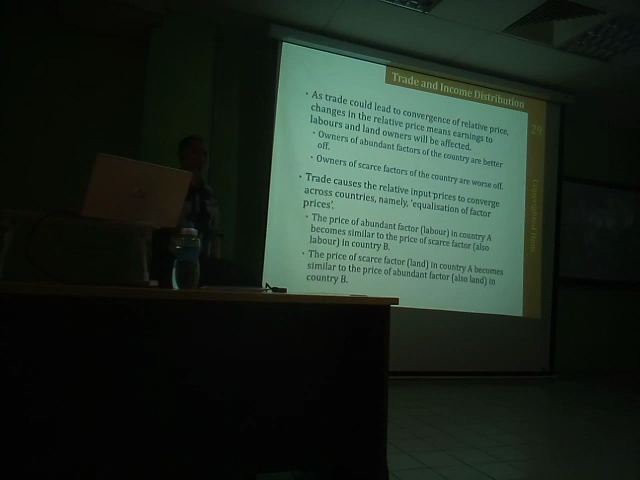 Trade and Income Distribution
29
• As trade could lead to convergence of relative price,
changes in the relative price means earnings to
labours and land owners will be affected.
• Owners of abundant factors of the country are better
off.
• Owners of scarce factors of the country are worse off.
• Trade causes the relative input prices to converge
across countries, namely, 'equalisation of factor
prices'.
• The price of abundant factor (labour) in country A
becomes similar to the price of scarce factor (also
labour) in country B.
• The price of scarce factor (land) in country A becomes
similar to the price of abundant factor (also land) in
country B.